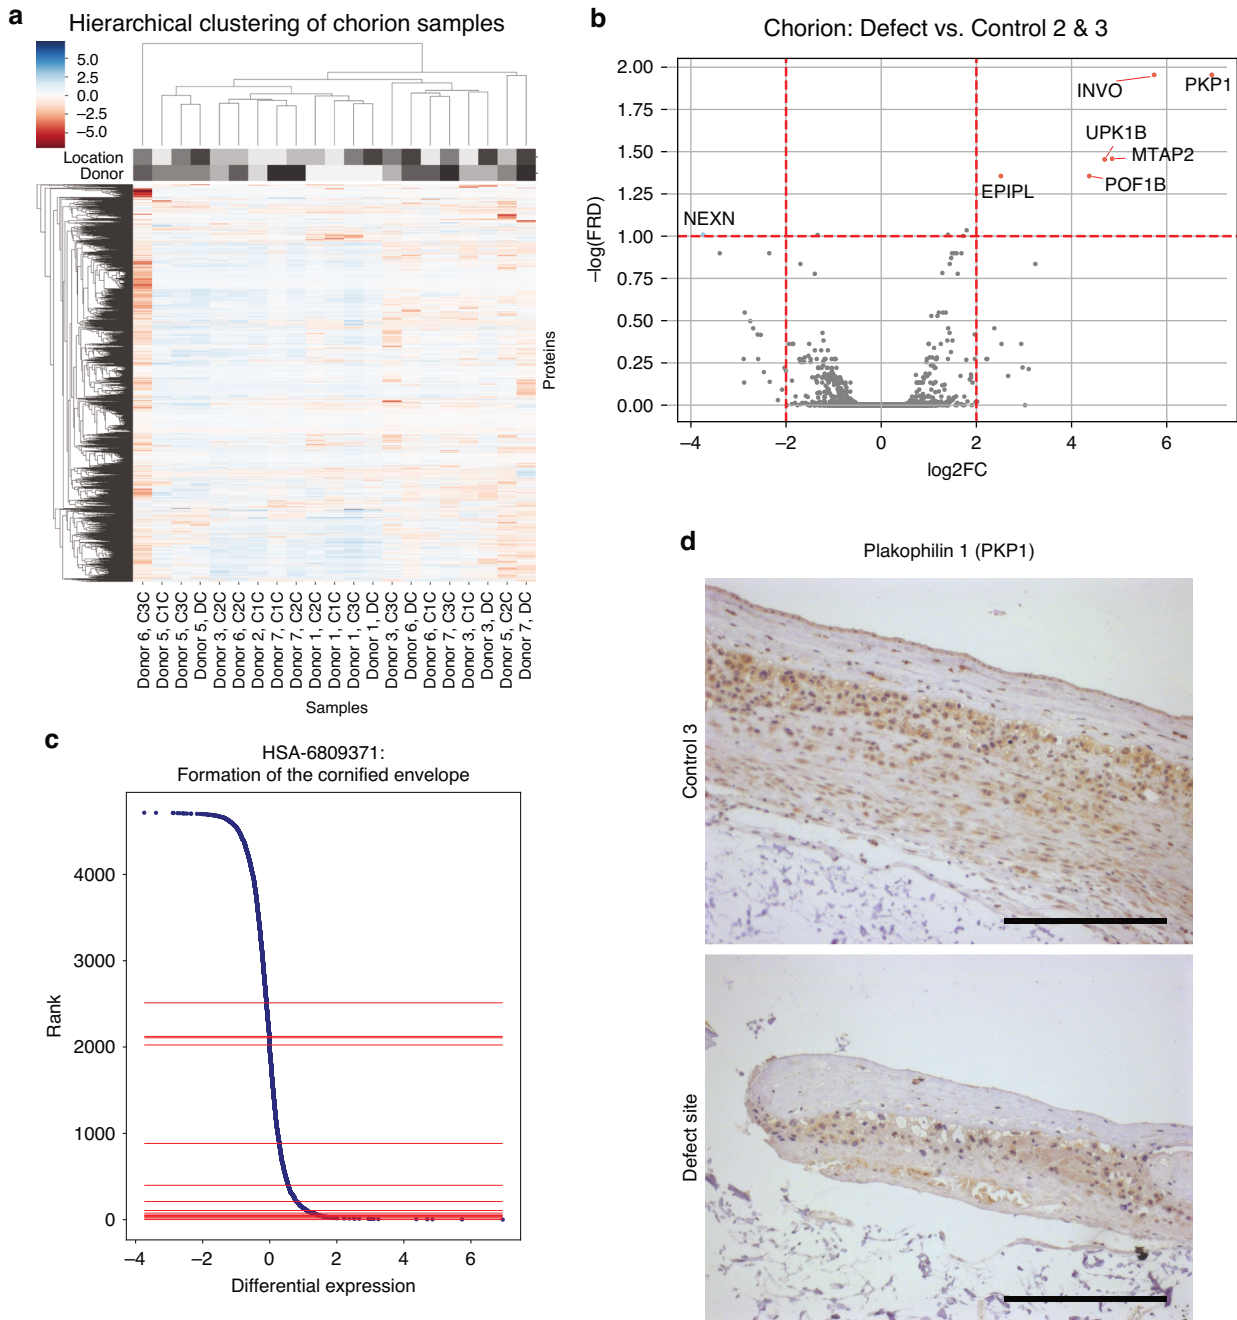 a
Hierarchical clustering of chorion samples
5.0
2.5
0.0
−2.5
−5.0
Location
Donor
Proteins
Donor 6, C3C
Donor 5, C1C
Donor 5, C3C
Donor 5, DC
Donor 3, C2C
Donor 6, C2C
Donor 2, C1C
Donor 7, C1C
Donor 7, C2C
Donor 1, C2C
Donor 1, C1C
Donor 1, C3C
Donor 1, DC
Donor 3, C3C
Donor 6, DC
Donor 6, C1C
Donor 7, C3C
Donor 3, C1C
Donor 3, DC
Donor 5, C2C
Donor 7, DC
Samples
b
Chorion: Defect vs. Control 2 & 3
2.00
1.75
1.50
1.25
1.00
0.75
0.50
0.25
0.00
−log(FRD)
INVO
PKP1
UPK1B
MTAP2
POF1B
EPIPL
NEXN
−4
−2
0
2
4
6
log2FC
c
HSA-6809371:
Formation of the cornified envelope
4000
3000
2000
1000
0
Rank
−4
−2
0
2
4
6
Differential expression
d
Plakophilin 1 (PKP1)
Control 3
Defect site